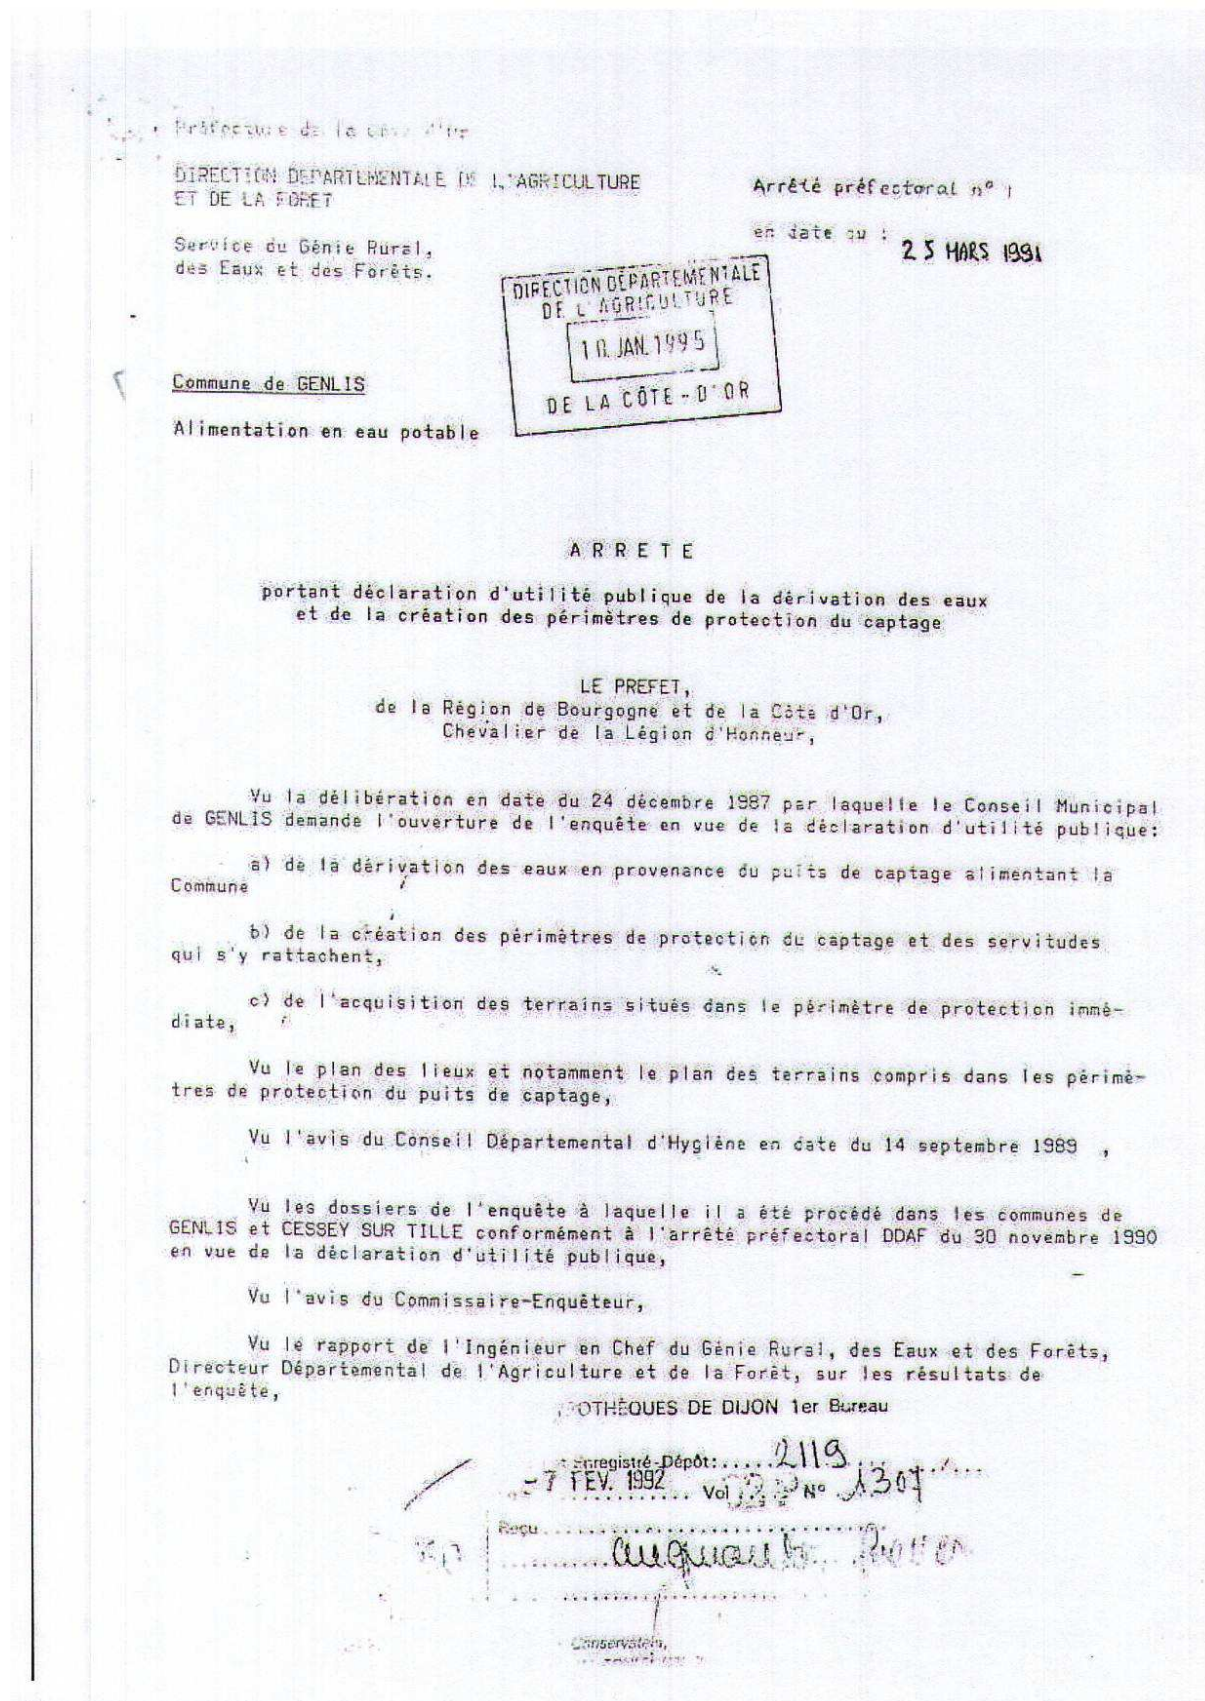 Préfecture de la Côte d'Or
DIRECTION DEPARTEMENTALE DE L'AGRICULTURE
ET DE LA FORET
Arrêté préfectoral n°
en date du :
25 MARS 1991
Service du Génie Rural,
des Eaux et des Forêts.
DIRECTION DÉPARTEMENTALE
DE L'AGRICULTURE
JAN. 1995
DE LA CÔTE-D'OR
Commune de GENLIS
Alimentation en eau potable
A R R E T E
portant déclaration d'utilité publique de la dérivation des eaux
et de la création des périmètres de protection du captage
LE PREFET,
de la Région de Bourgogne et de la Côte d'Or,
Chevalier de la Légion d'Honneur,
Vu la délibération en date du 24 décembre 1987 par laquelle le Conseil Municipal
de GENLIS demande l'ouverture de l'enquête en vue de la déclaration d'utilité publique:
a) de la dérivation des eaux en provenance du puits de captage alimentant la
Commune
b) de la création des périmètres de protection du captage et des servitudes
qui s'y rattachent,
c) de l'acquisition des terrains situés dans le périmètre de protection immé-
diate,
Vu le plan des lieux et notamment le plan des terrains compris dans les périmè-
tres de protection du puits de captage,
Vu l'avis du Conseil Départemental d'Hygiène en date du 14 septembre 1989 ,
Vu les dossiers de l'enquête à laquelle il a été procédé dans les communes de
GENLIS et CESSEY SUR TILLE conformément à l'arrêté préfectoral DDAF du 30 novembre 1990
en vue de la déclaration d'utilité publique,
Vu l'avis du Commissaire-Enquêteur,
Vu le rapport de l'Ingénieur en Chef du Génie Rural, des Eaux et des Forêts,
Directeur Départemental de l'Agriculture et de la Forêt, sur les résultats de
l'enquête,
OTHÈQUES DE DIJON 1er Bureau
Enregistré-Dépôt: 2119
-7 FEV. 1992 Vol N° 1307
Reçu